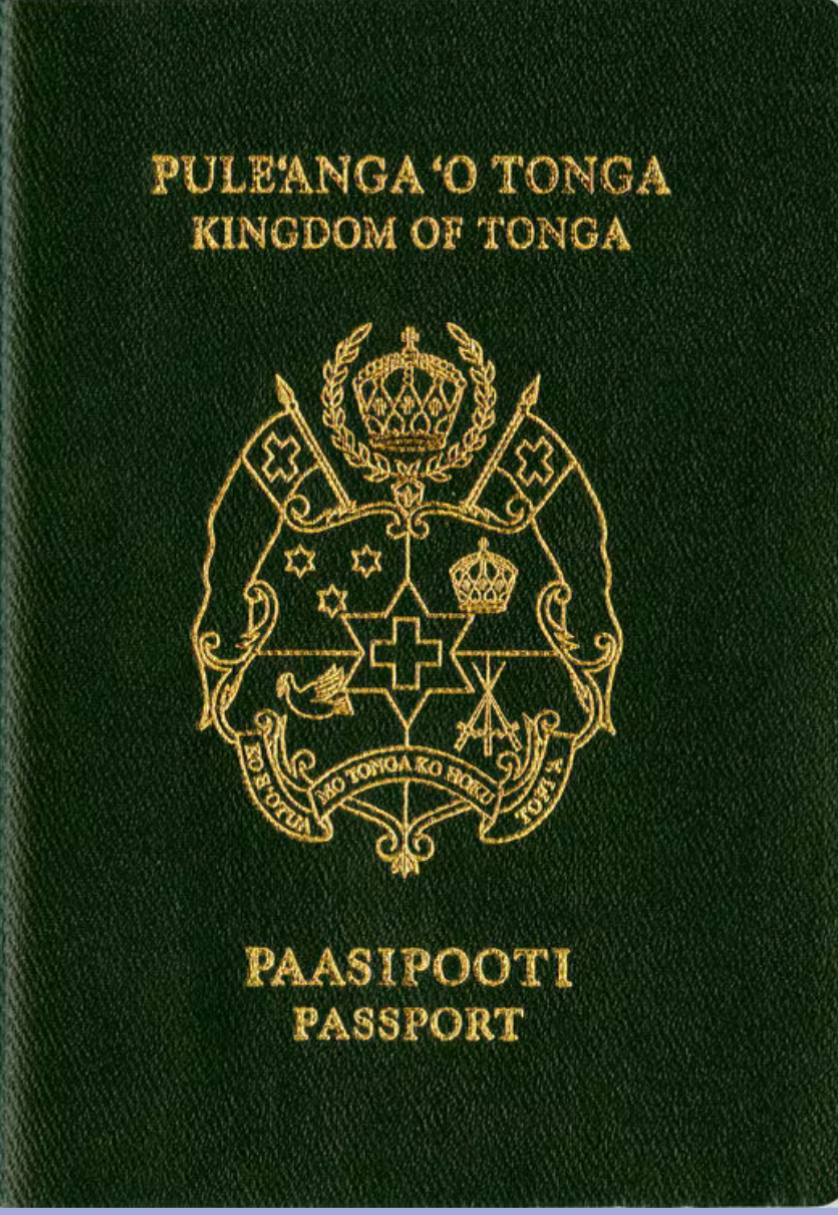 PULE‘ANGA ‘O TONGA
KINGDOM OF TONGA
KO E ‘OTUA MO TONGA KO HOKU TOFI ‘A
PAASIPOOTI
PASSPORT